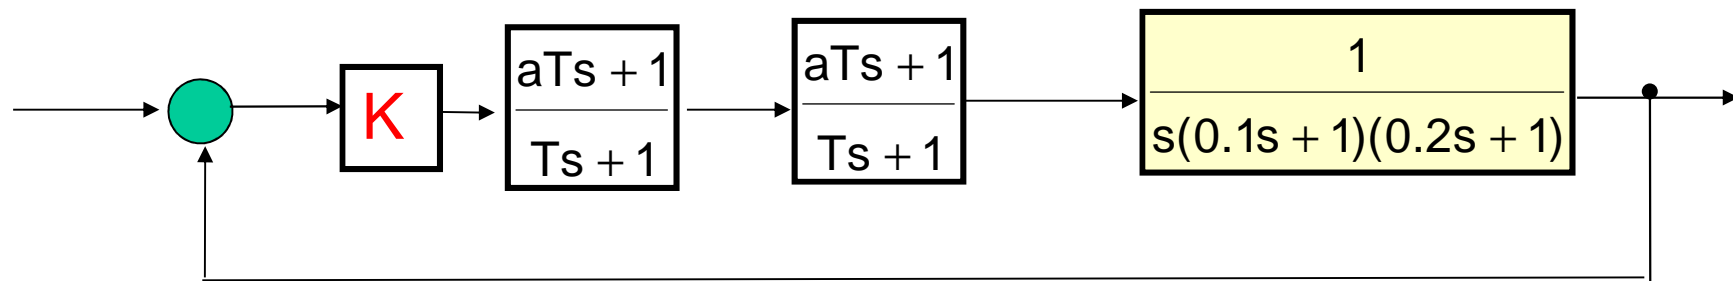 K
aTs + 1
Ts + 1
aTs + 1
Ts + 1
1
s(0.1s + 1)(0.2s + 1)